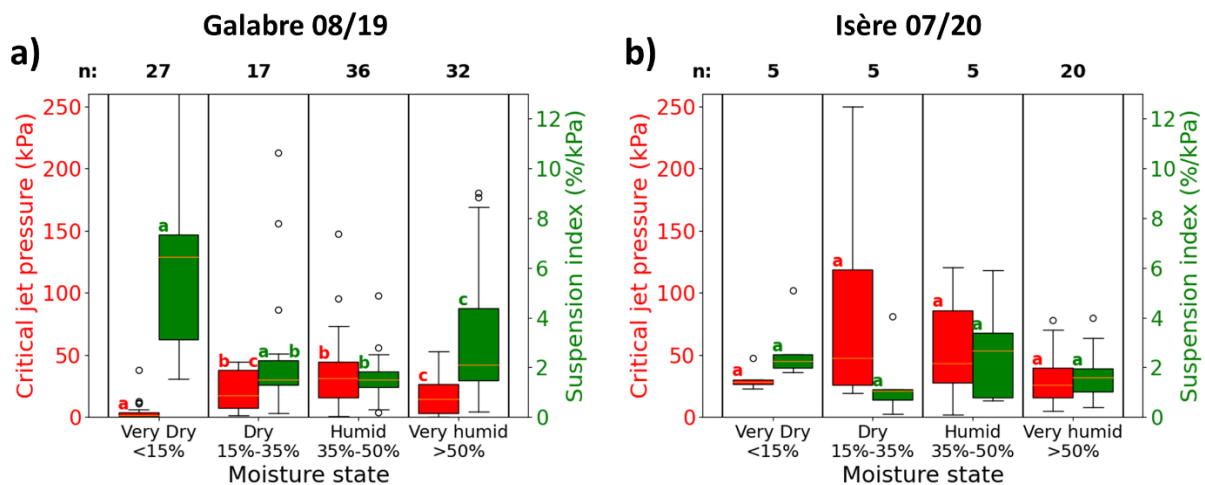 Galabre 08/19
a)
n: 27 17 36 32
Critical jet pressure (kPa)
250
200
150
100
50
0
a
a
b c
a b
b
b
c
c
12
10
8
6
4
2
0
Suspension index (%/kPa)
Very Dry Dry Humid Very humid
<15% 15%-35% 35%-50% >50%
Moisture state
Isère 07/20
b)
n: 5 5 5 20
Critical jet pressure (kPa)
250
200
150
100
50
0
a
a
a
a
a
a
a
a
12
10
8
6
4
2
0
Suspension index (%/kPa)
Very Dry Dry Humid Very humid
<15% 15%-35% 35%-50% >50%
Moisture state